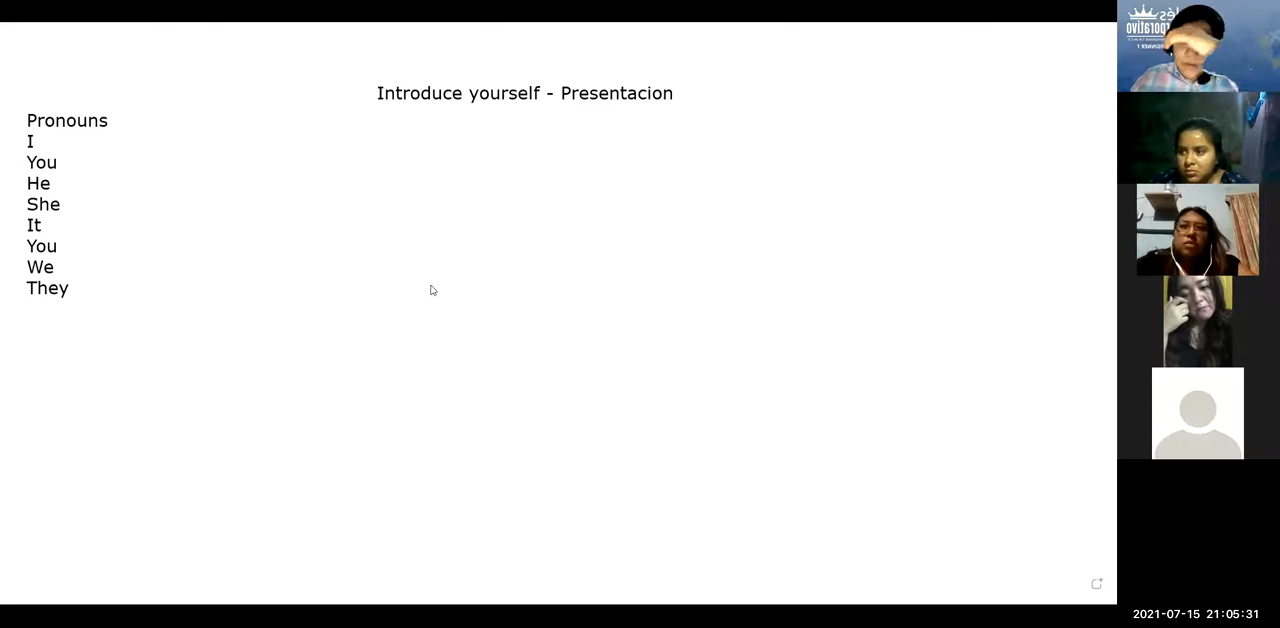 Introduce yourself - Presentacion
Pronouns
I
You
He
She
It
You
We
They
2021-07-15 21:05:31